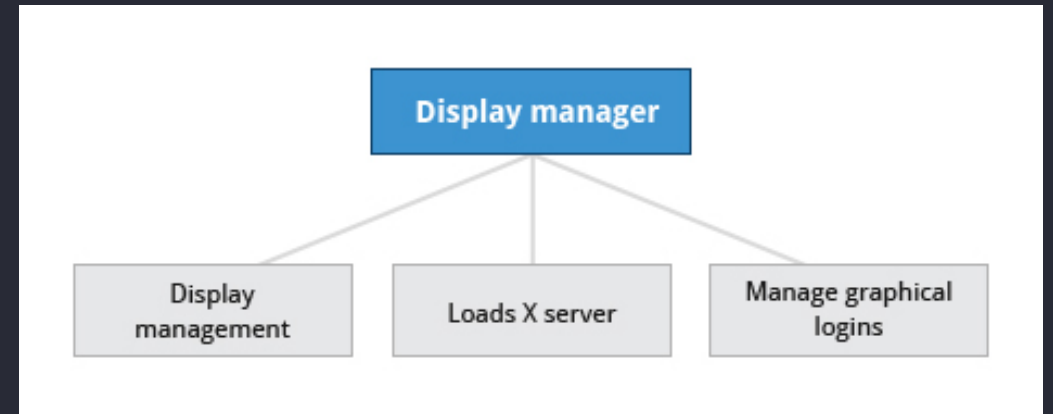 Display manager
Display
management
Loads X server
Manage graphical
logins